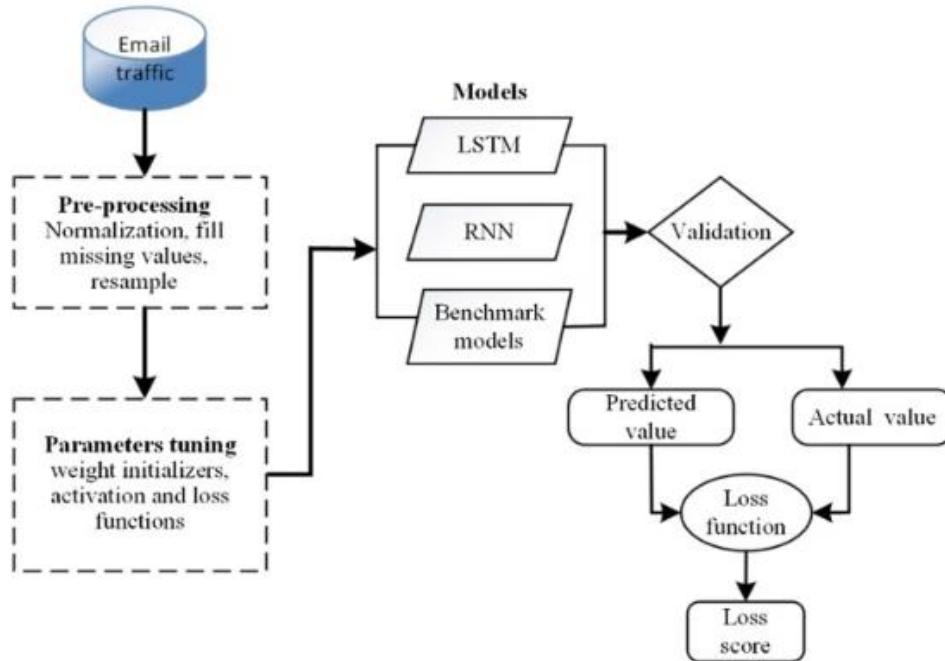 Email
traffic
Pre-processing
Normalization, fill
missing values,
resample
Parameters tuning
weight initializers,
activation and loss
functions
Models
LSTM
RNN
Benchmark
models
Validation
Predicted
value
Actual value
Loss
function
Loss
score